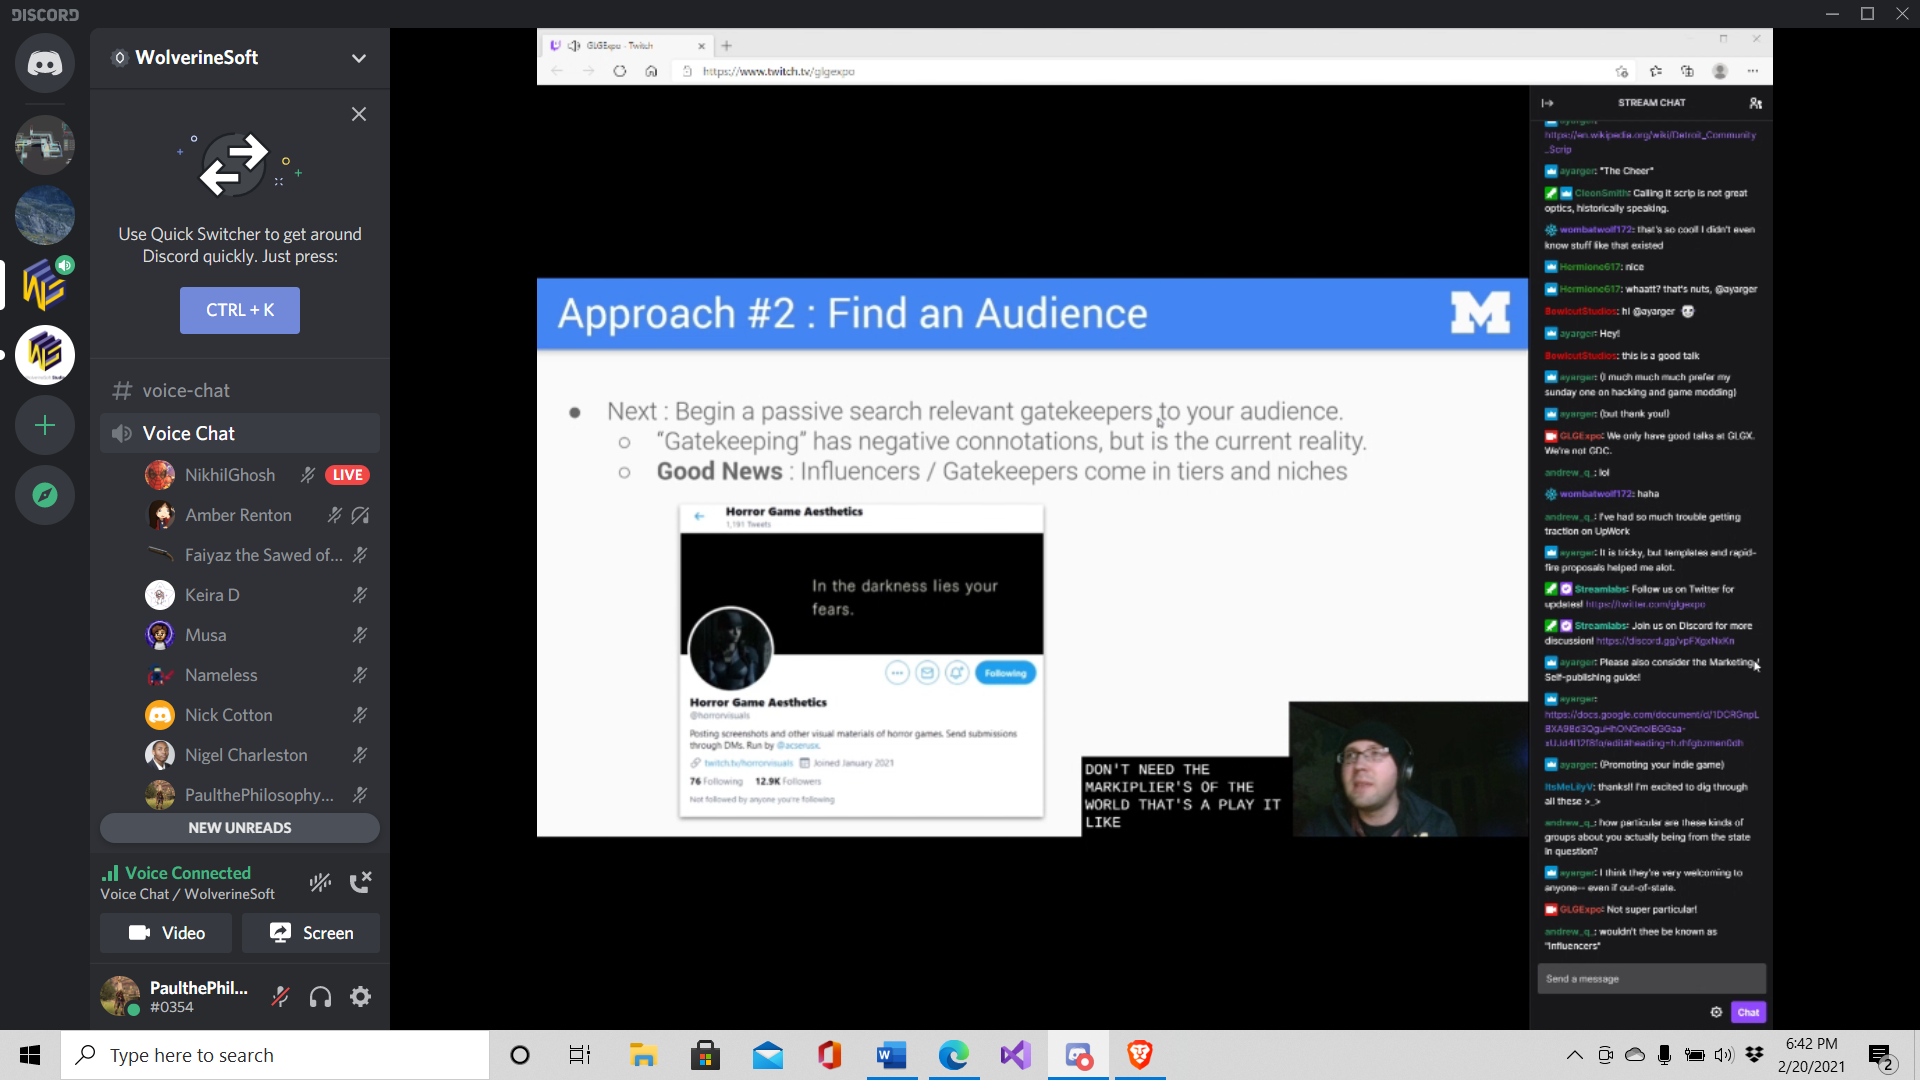 DISCORD
WolverineSoft
Use Quick Switcher to get around
Discord quickly. Just press:
CTRL + K
# voice-chat
Voice Chat
NikhilGhosh LIVE
Amber Renton
Faiyaz the Sawed of...
Keira D
Musa
Nameless
Nick Cotton
Nigel Charleston
PaulthePhilosophy...
NEW UNREADS
Voice Connected
Voice Chat / WolverineSoft
Video
Screen
PaulthePhil...
#0354
GLGExpo - Twitch
https://www.twitch.tv/glgexpo
Approach #2 : Find an Audience
M
Next : Begin a passive search relevant gatekeepers to your audience.
"Gatekeeping" has negative connotations, but is the current reality.
Good News : Influencers / Gatekeepers come in tiers and niches
Horror Game Aesthetics
1,191 Tweets
In the darkness lies your
fears.
Following
Horror Game Aesthetics
@horrorvisuals
Posting screenshots and other visual materials of horror games. Send submissions
through DMs. Run by @acserusx.
twitch.tv/horrorvisuals Joined January 2021
76 Following 12.9K Followers
Not followed by anyone you're following
DON'T NEED THE
MARKIPLIER'S OF THE
WORLD THAT'S A PLAY IT
LIKE
STREAM CHAT
ayarger:
https://en.wikipedia.org/wiki/Detroit_Community
_Scrip
ayarger: "The Cheer"
CleonSmith: Calling it scrip is not great
optics, historically speaking.
wombatwolf172: that's so cool! I didn't even
know stuff like that existed
Hermione617: nice
Hermione617: whaatt? that's nuts, @ayarger
BowlcutStudios: hi @ayarger
ayarger: Hey!
BowlcutStudios: this is a good talk
ayarger: (I much much much prefer my
sunday one on hacking and game modding)
ayarger: (but thank you!)
GLGExpo: We only have good talks at GLGX.
We're not GDC.
andrew_q_: lol
wombatwolf172: haha
andrew_q_: I've had so much trouble getting
traction on UpWork
ayarger: It is tricky, but templates and rapid-
fire proposals helped me alot.
Streamlabs: Follow us on Twitter for
updates! https://twitter.com/glgexpo
Streamlabs: Join us on Discord for more
discussion! https://discord.gg/vpFXgxNxKn
ayarger: Please also consider the Marketing /
Self-publishing guide!
ayarger:
ayarger: (Promoting your indie game)
ItsMeLilyV: thanks!! I'm excited to dig through
all these >_>
andrew_q_: how particular are these kinds of
groups about you actually being from the state
in question?
ayarger: I think they're very welcoming to
anyone-- even if out-of-state.
GLGExpo: Not super particular!
andrew_q_: wouldn't thee be known as
"Influencers"
Send a message
Chat
Type here to search
6:42 PM
2/20/2021
2